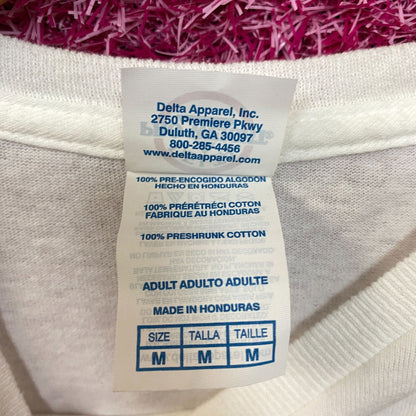 Delta Apparel, Inc.
2750 Premiere Pkwy
Duluth, GA 30097
800-285-4456
www.deltaapparel.com
100% PRE-ENCOGIDO ALGODON
HECHO EN HONDURAS
100% PRÉRÉTRÉCI COTON
FABRIQUE AU HONDURAS
100% PRESHRUNK COTTON
ADULT ADULTO ADULTE
MADE IN HONDURAS
SIZE TALLA TAILLE
M M M